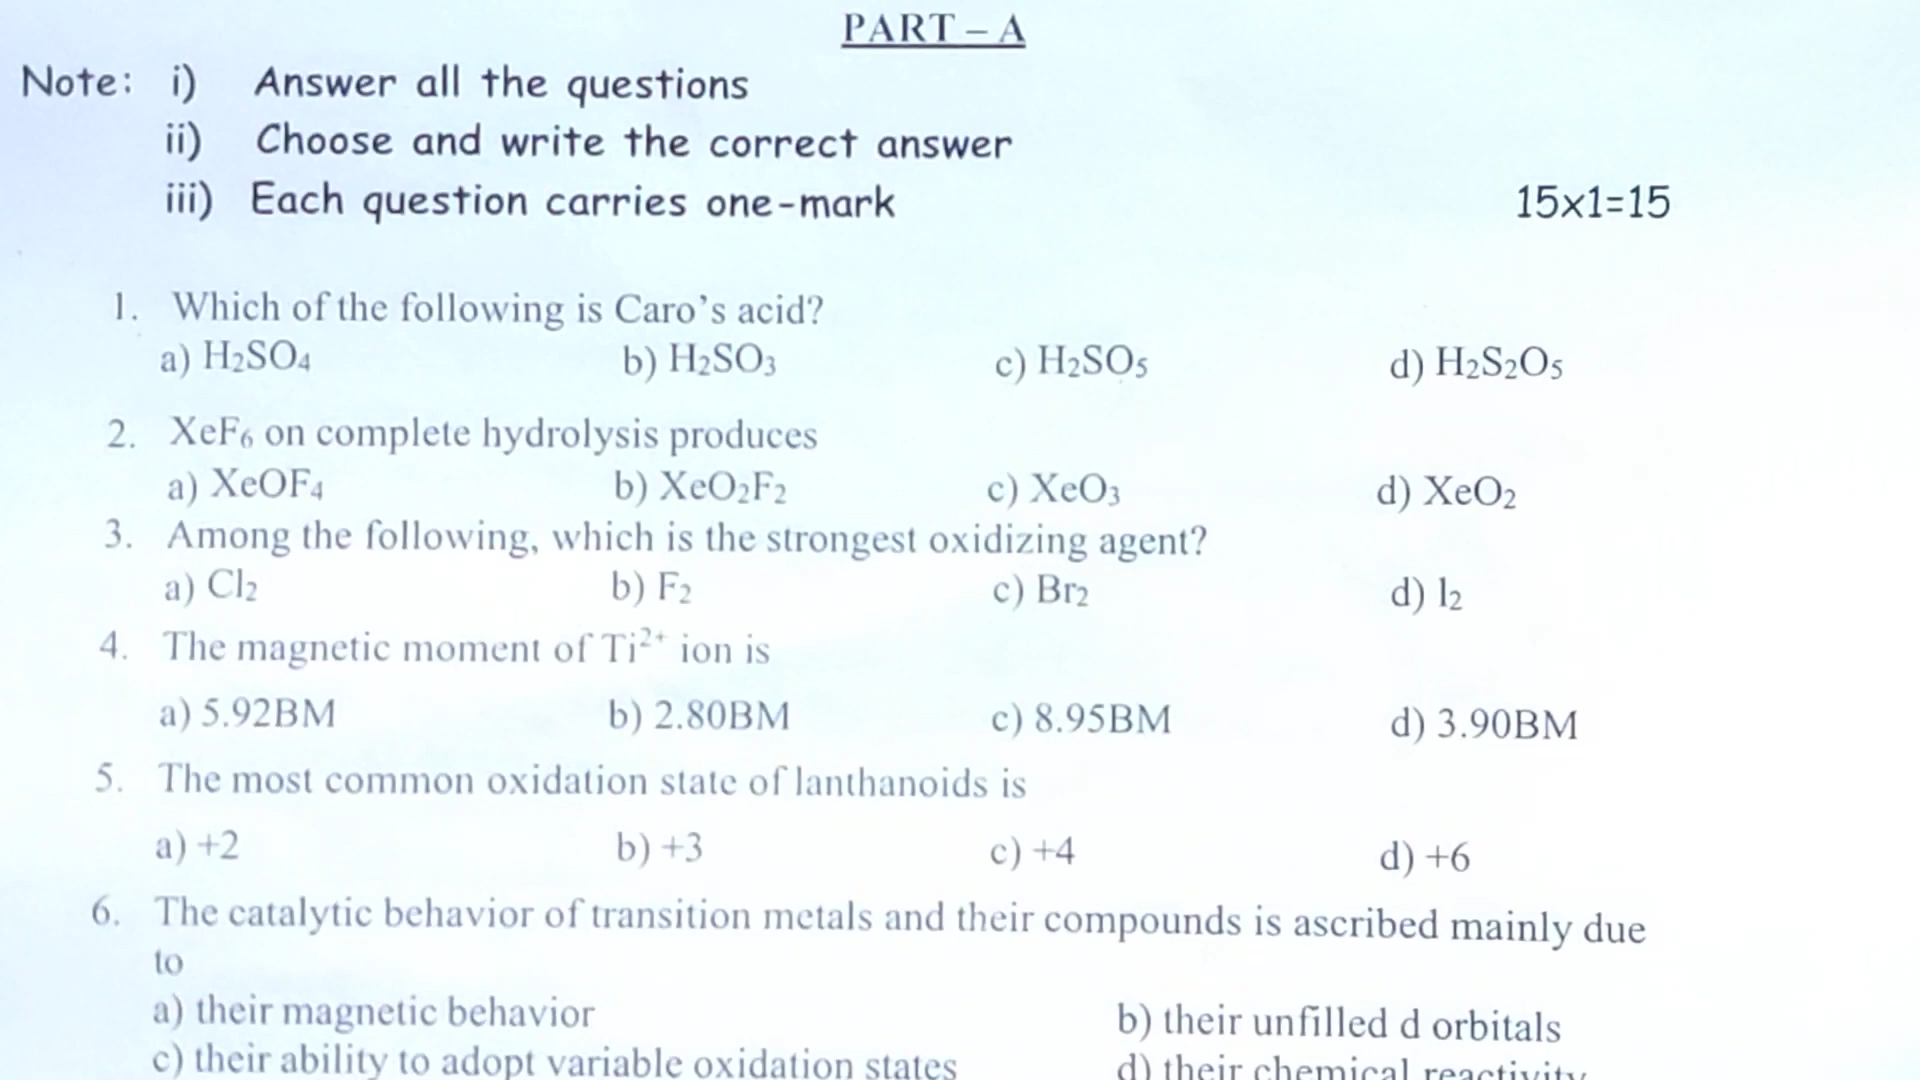 PART – A
Note: i) Answer all the questions
ii) Choose and write the correct answer
iii) Each question carries one-mark 15x1=15
1. Which of the following is Caro’s acid?
a) H₂SO₄ b) H₂SO₃ c) H₂SO₅ d) H₂S₂O₅
2. XeF₆ on complete hydrolysis produces
a) XeOF₄ b) XeO₂F₂ c) XeO₃ d) XeO₂
3. Among the following, which is the strongest oxidizing agent?
a) Cl₂ b) F₂ c) Br₂ d) I₂
4. The magnetic moment of Ti²⁺ ion is
a) 5.92BM b) 2.80BM c) 8.95BM d) 3.90BM
5. The most common oxidation state of lanthanoids is
a) +2 b) +3 c) +4 d) +6
6. The catalytic behavior of transition metals and their compounds is ascribed mainly due
to
a) their magnetic behavior b) their unfilled d orbitals
c) their ability to adopt variable oxidation states d) their chemical reactivity